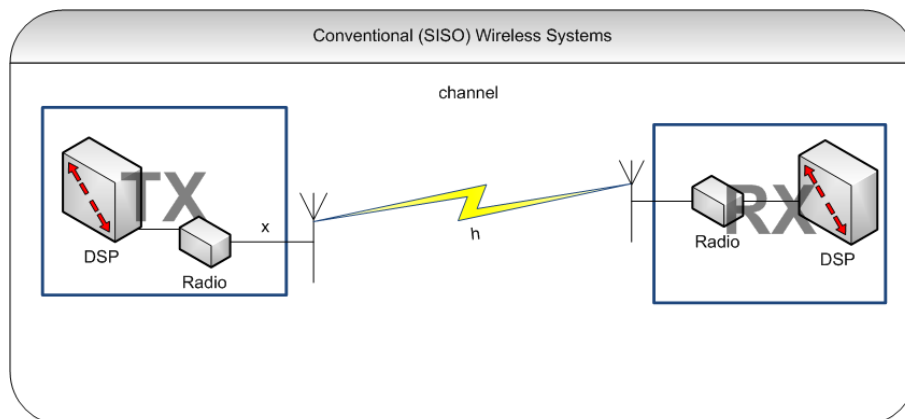 Conventional (SISO) Wireless Systems
channel
TX
DSP
Radio
x
h
Radio
RX
DSP